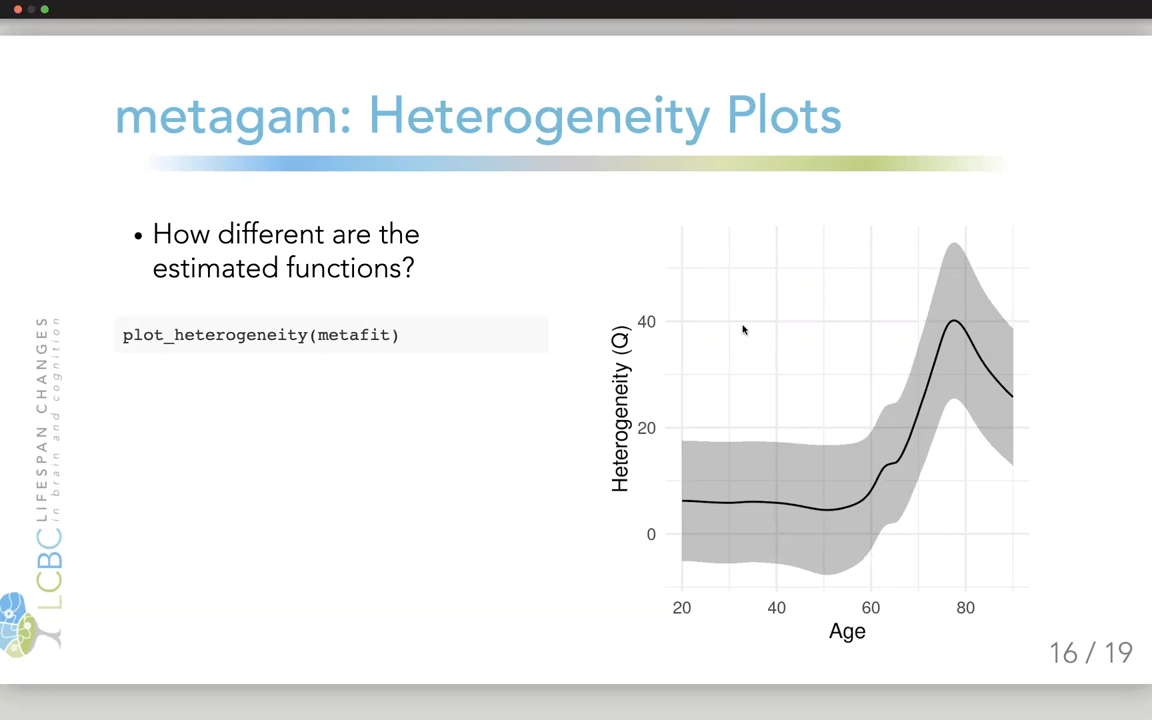 metagam: Heterogeneity Plots
• How different are the
estimated functions?
plot_heterogeneity(metafit)
LCBC LIFESPAN CHANGES
in brain and cognition
Heterogeneity (Q)
40
20
0
20 40 60 80
Age
16 / 19